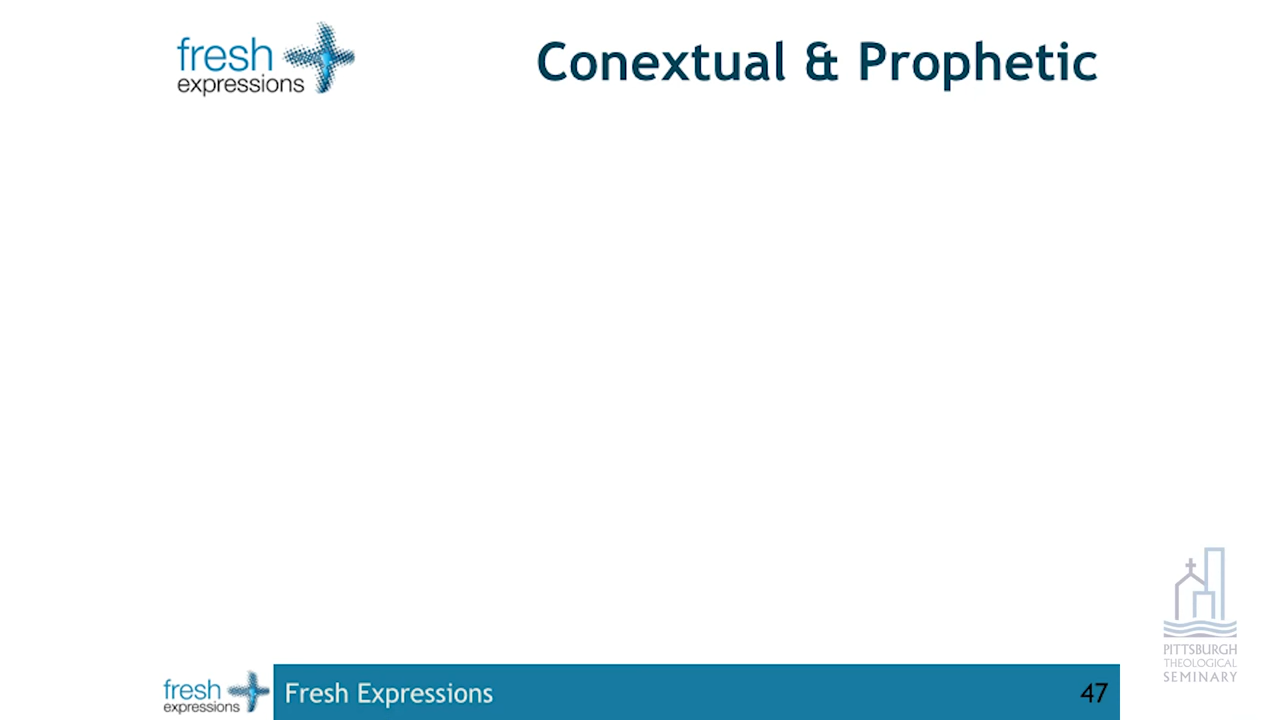 fresh
expressions
Conextual & Prophetic
PITTSBURGH
THEOLOGICAL
SEMINARY
fresh
expressions
Fresh Expressions
47